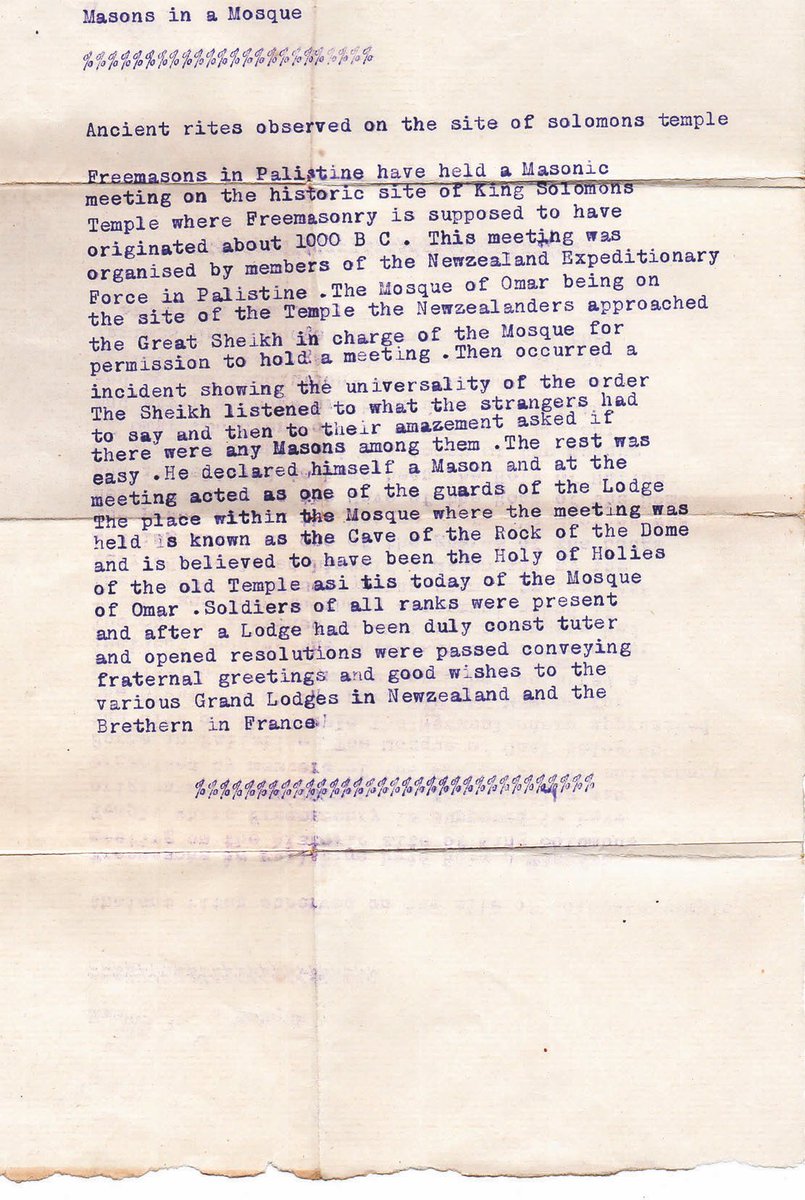 Masons in a Mosque
%%%%%%%%%%%%%%%%%%%%%%%%
Ancient rites observed on the site of solomons temple
Freemasons in Palistine have held a Masonic
meeting on the historic site of King Solomons
Temple where Freemasonry is supposed to have
originated about 1000 B C . This meeting was
organised by members of the Newzealand Expeditionary
Force in Palistine .The Mosque of Omar being on
the site of the Temple the Newzealanders approached
the Great Sheikh in charge of the Mosque for
permission to hold a meeting .Then occurred a
incident showing the universality of the order
The Sheikh listened to what the strangers had
to say and then to their amazement asked if
there were any Masons among them .The rest was
easy .He declared himself a Mason and at the
meeting acted as one of the guards of the Lodge
The place within the Mosque where the meeting was
held is known as the Cave of the Rock of the Dome
and is believed to have been the Holy of Holies
of the old Temple asi tis today of the Mosque
of Omar .Soldiers of all ranks were present
and after a Lodge had been duly const tuter
and opened resolutions were passed conveying
fraternal greetings and good wishes to the
various Grand Lodges in Newzealand and the
Brethern in France!
%%%%%%%%%%%%%%%%%%%%%%%%%%%%%%%%%